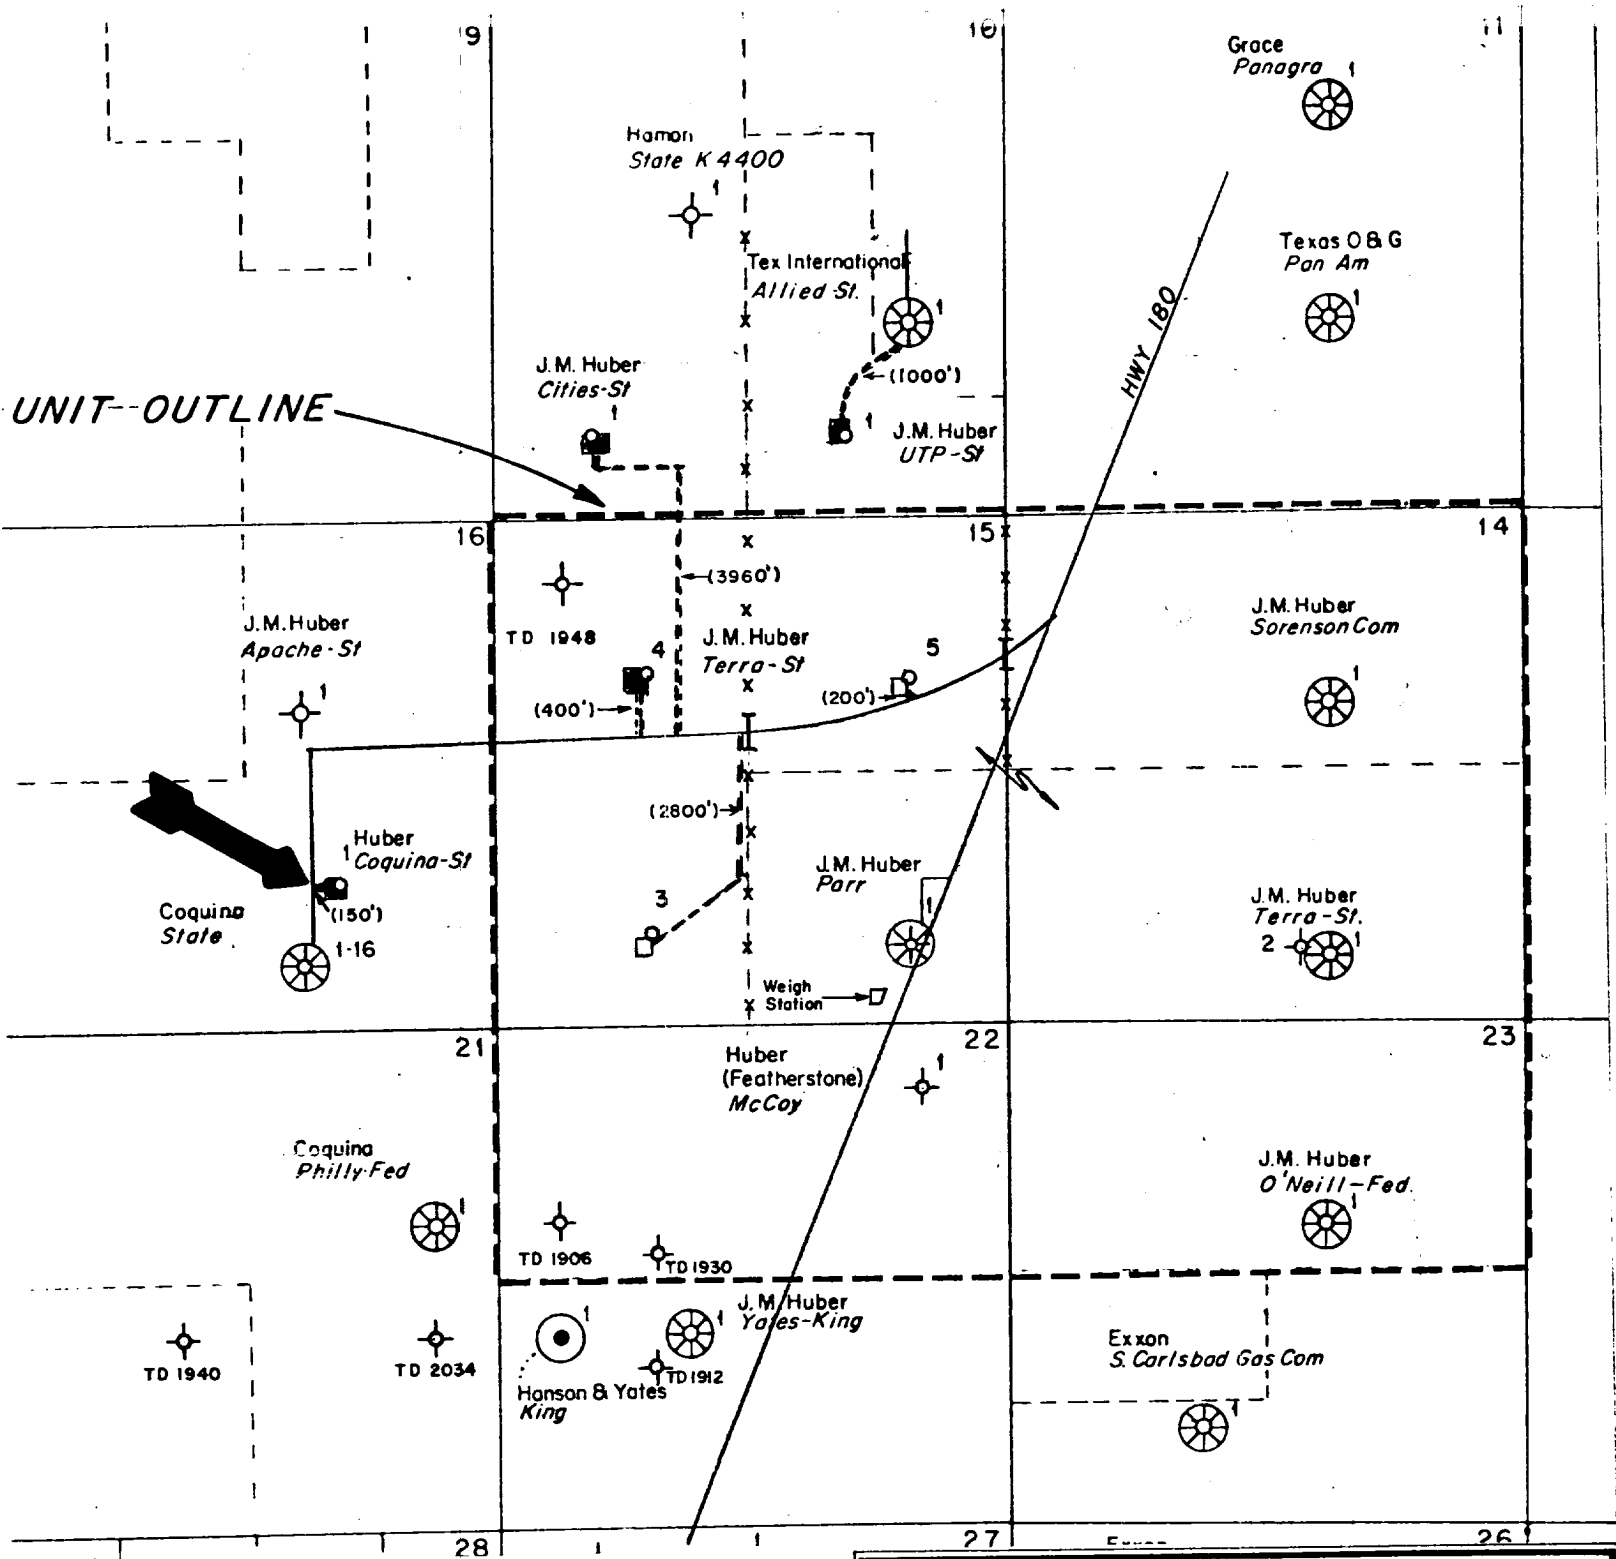 9
10
11
Grace
Panagra
1
Hamon
State K 4400
1
Tex International
Allied St.
1
Texas O & G
Pan Am
1
HWY 180
J.M. Huber
Cities-St
1
(1000')
1
J.M. Huber
UTP-St
UNIT OUTLINE
16
15
14
(3960')
TD 1948
J.M. Huber
Apache-St
1
4
J.M. Huber
Terra-St
5
(400')
(200')
J.M. Huber
Sorenson Com
1
(2800')
Huber
1 Coquina-St
(150')
Coquina
State
1-16
3
J.M. Huber
Parr
1
J.M. Huber
Terra-St.
2
1
Weigh
Station
21
22
23
Huber
(Featherstone)
McCoy
1
Coquina
Philly-Fed
1
J.M. Huber
O'Neill-Fed.
1
TD 1906
TD 1930
J.M. Huber
Yates-King
1
1
TD 1940
TD 2034
TD 1912
Hanson & Yates
King
Exxon
S. Carlsbad Gas Com
1
28
27
26